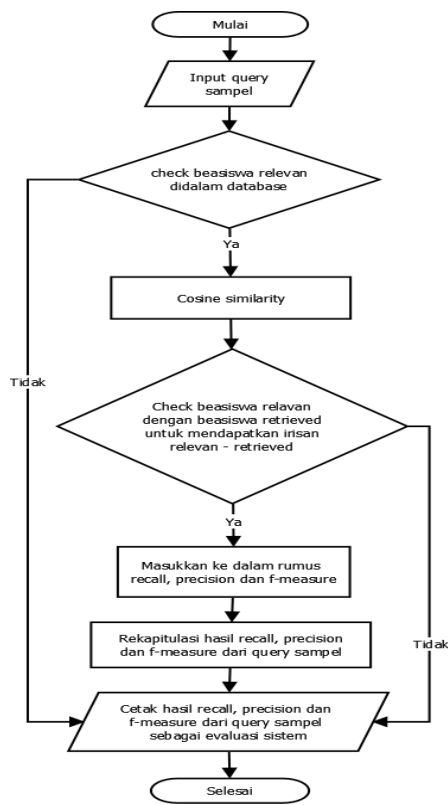 Mulai
Input query
sampel
check beasiswa relevan
didalam database
Ya
Cosine similarity
Tidak
Check beasiswa relavan
dengan beasiswa retrieved
untuk mendapatkan irisan
relevan - retrieved
Ya
Masukkan ke dalam rumus
recall, precision dan f-measure
Rekapitulasi hasil recall, precision
dan f-measure dari query sampel
Tidak
Cetak hasil recall, precision dan
f-measure dari query sampel
sebagai evaluasi sistem
Selesai